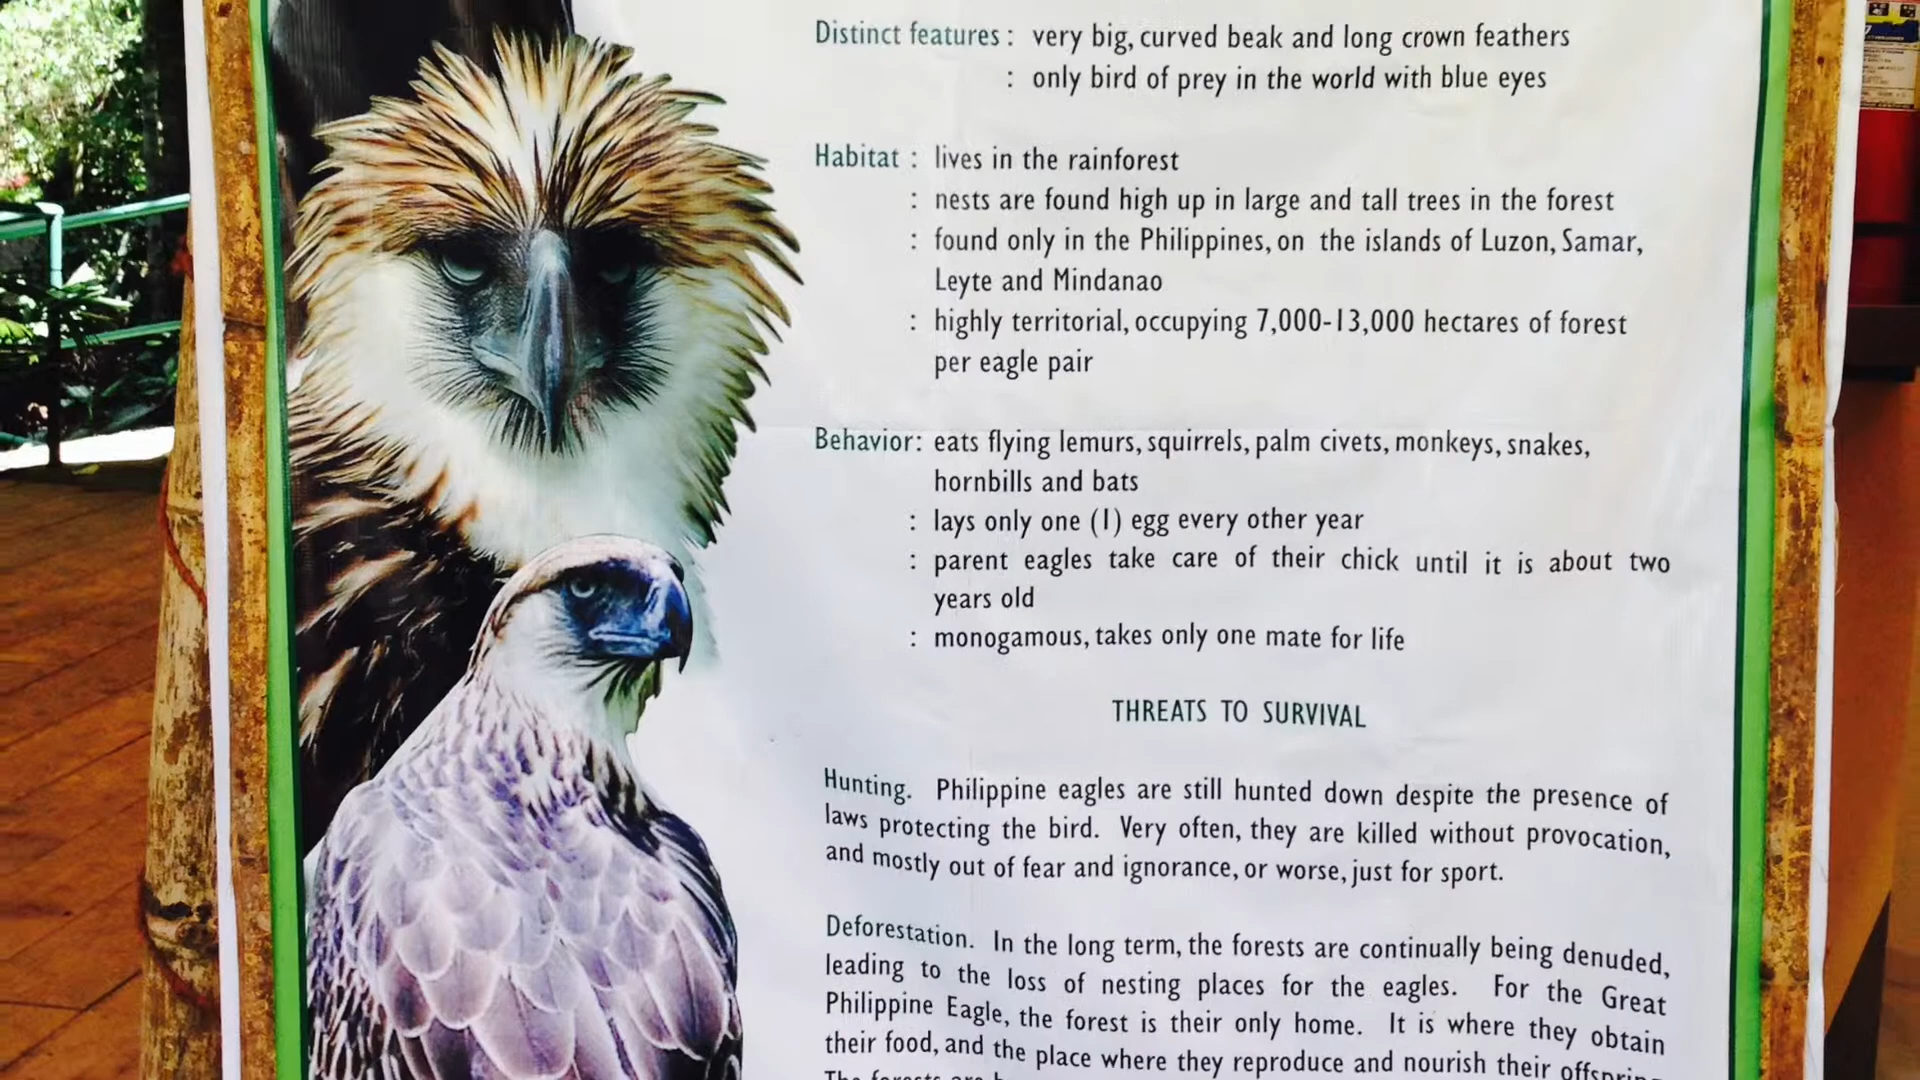 Distinct features : very big, curved beak and long crown feathers
: only bird of prey in the world with blue eyes
Habitat : lives in the rainforest
: nests are found high up in large and tall trees in the forest
: found only in the Philippines, on the islands of Luzon, Samar,
Leyte and Mindanao
: highly territorial, occupying 7,000-13,000 hectares of forest
per eagle pair
Behavior: eats flying lemurs, squirrels, palm civets, monkeys, snakes,
hornbills and bats
: lays only one (1) egg every other year
: parent eagles take care of their chick until it is about two
years old
: monogamous, takes only one mate for life
THREATS TO SURVIVAL
Hunting. Philippine eagles are still hunted down despite the presence of
laws protecting the bird. Very often, they are killed without provocation,
and mostly out of fear and ignorance, or worse, just for sport.
Deforestation. In the long term, the forests are continually being denuded,
leading to the loss of nesting places for the eagles. For the Great
Philippine Eagle, the forest is their only home. It is where they obtain
their food, and the place where they reproduce and nourish their offspring
The forests are